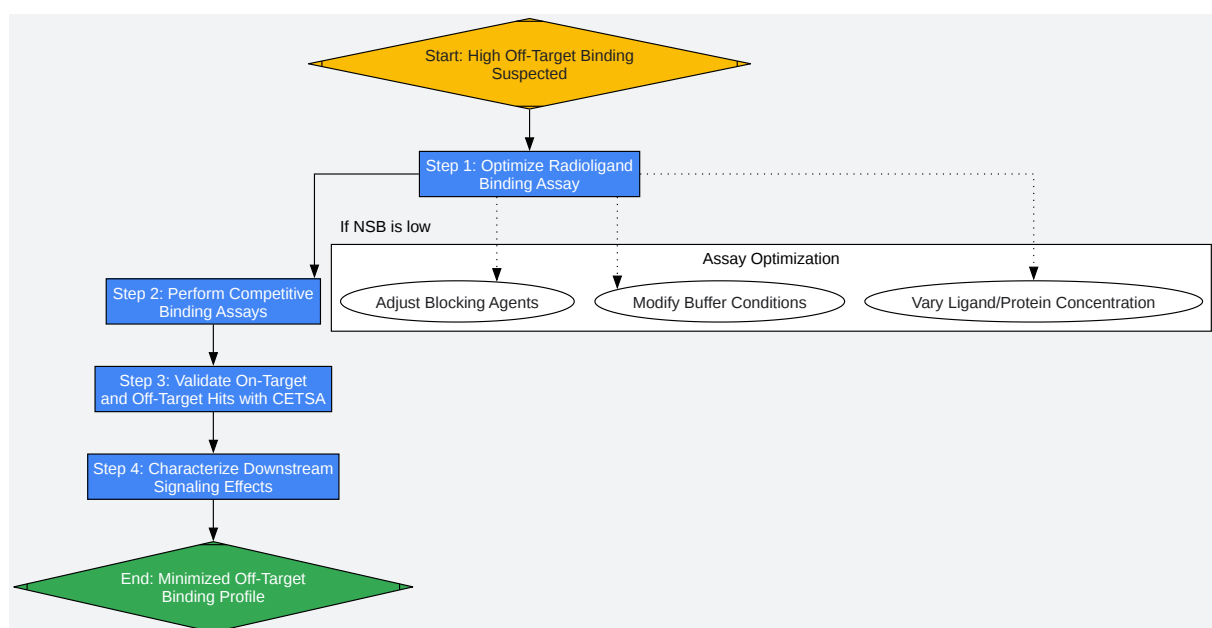 Start: High Off-Target Binding
Suspected
Step 1: Optimize Radioligand
Binding Assay
If NSB is low
Assay Optimization
Adjust Blocking Agents
Modify Buffer Conditions
Vary Ligand/Protein Concentration
Step 2: Perform Competitive
Binding Assays
Step 3: Validate On-Target
and Off-Target Hits with CETSA
Step 4: Characterize Downstream
Signaling Effects
End: Minimized Off-Target
Binding Profile